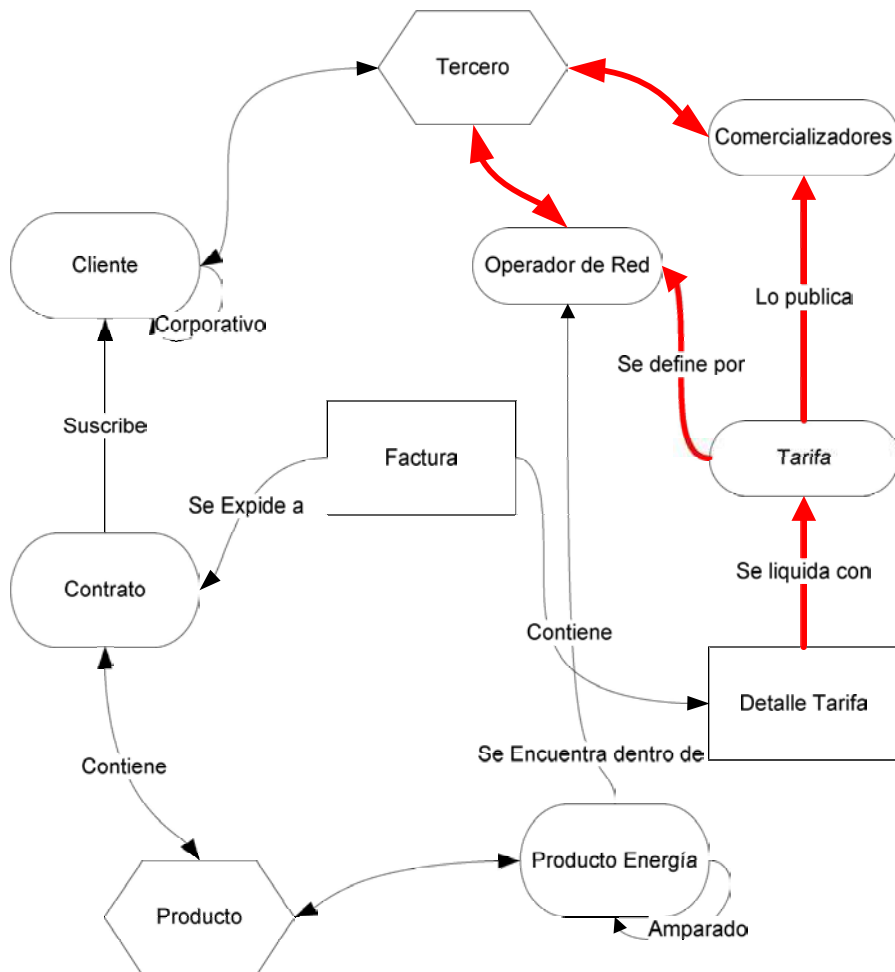 Tercero
Comercializadores
Cliente
Operador de Red
Corporativo
Lo publica
Se define por
Suscribe
Factura
Tarifa
Se Expide a
Se liquida con
Contrato
Contiene
Detalle Tarifa
Se Encuentra dentro de
Contiene
Producto Energía
Producto
Amparado